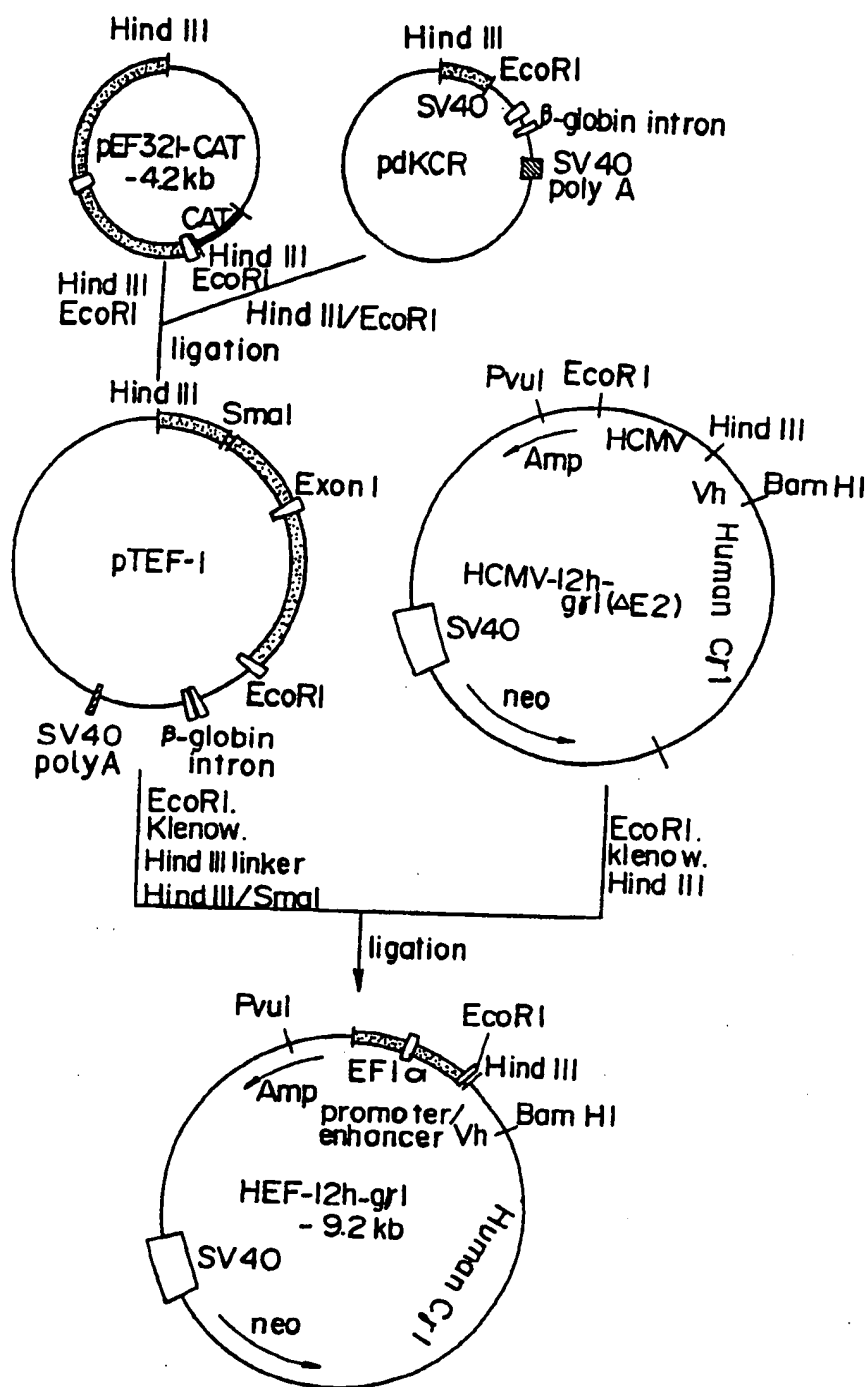 Hind III
pEF321-CAT
-4.2kb
CAT
Hind III
EcoRI
Hind III
EcoRI
SV40
β-globin intron
pdKCR
SV40
poly A
Hind III
EcoRI
Hind III/EcoRI
ligation
Hind III
SmaI
Exon I
pTEF-1
EcoRI
SV40
polyA
β-globin
intron
PvuI
EcoRI
HCMV
Hind III
Amp
Vh
Bam HI
HCMV-12h-
gγ1(ΔE2)
Human Cγ1
SV40
neo
EcoRI.
Klenow.
Hind III linker
Hind III/SmaI
EcoRI.
klenow.
Hind III
ligation
PvuI
EcoRI
EF1α
Hind III
Amp
promoter/
enhancer
Vh
Bam HI
HEF-12h-gγ1
- 9.2 kb
Human Cγ1
SV40
neo